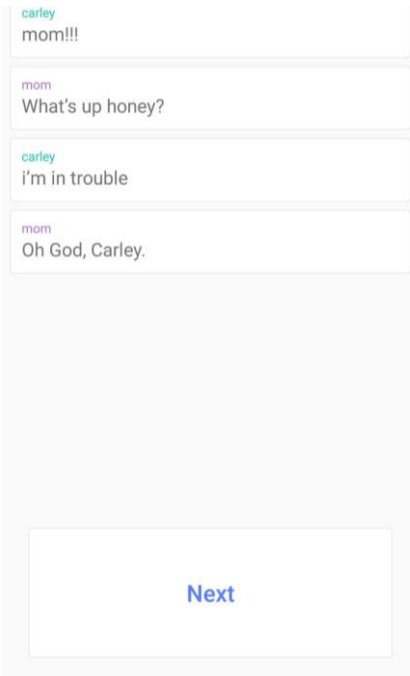 carley
mom!!!
mom
What's up honey?
carley
i'm in trouble
mom
Oh God, Carley.
Next